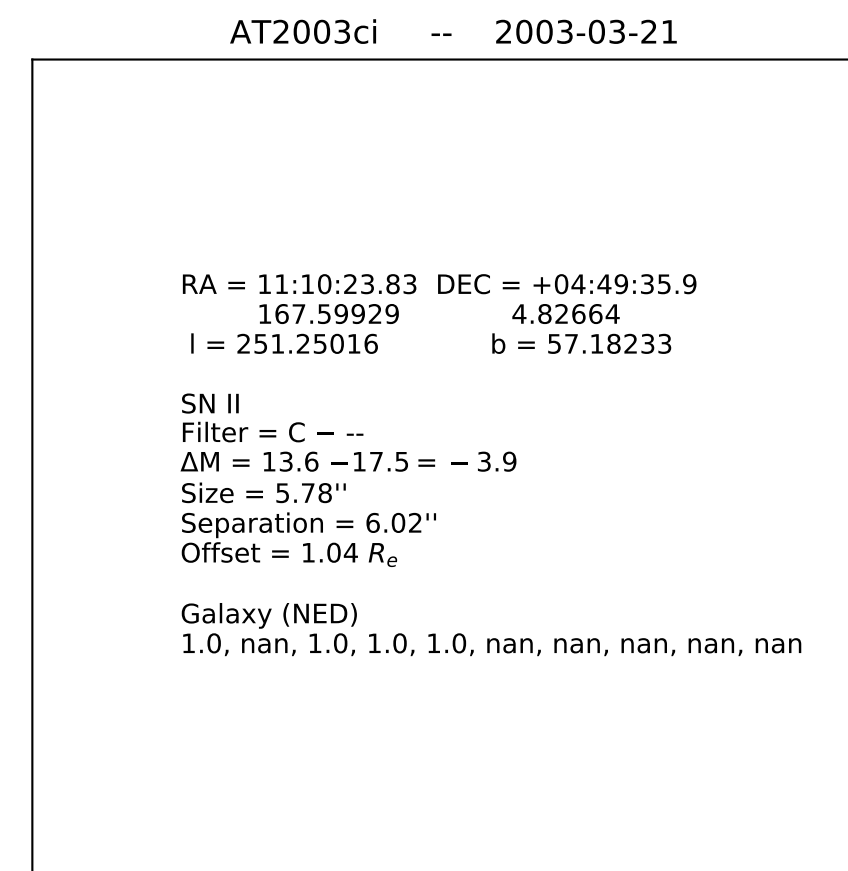 AT2003ci -- 2003-03-21
RA = 11:10:23.83 DEC = +04:49:35.9
167.59929 4.82664
l = 251.25016 b = 57.18233
SN II
Filter = C − --
ΔM = 13.6 −17.5 = − 3.9
Size = 5.78''
Separation = 6.02''
Offset = 1.04 Rₑ
Galaxy (NED)
1.0, nan, 1.0, 1.0, 1.0, nan, nan, nan, nan, nan